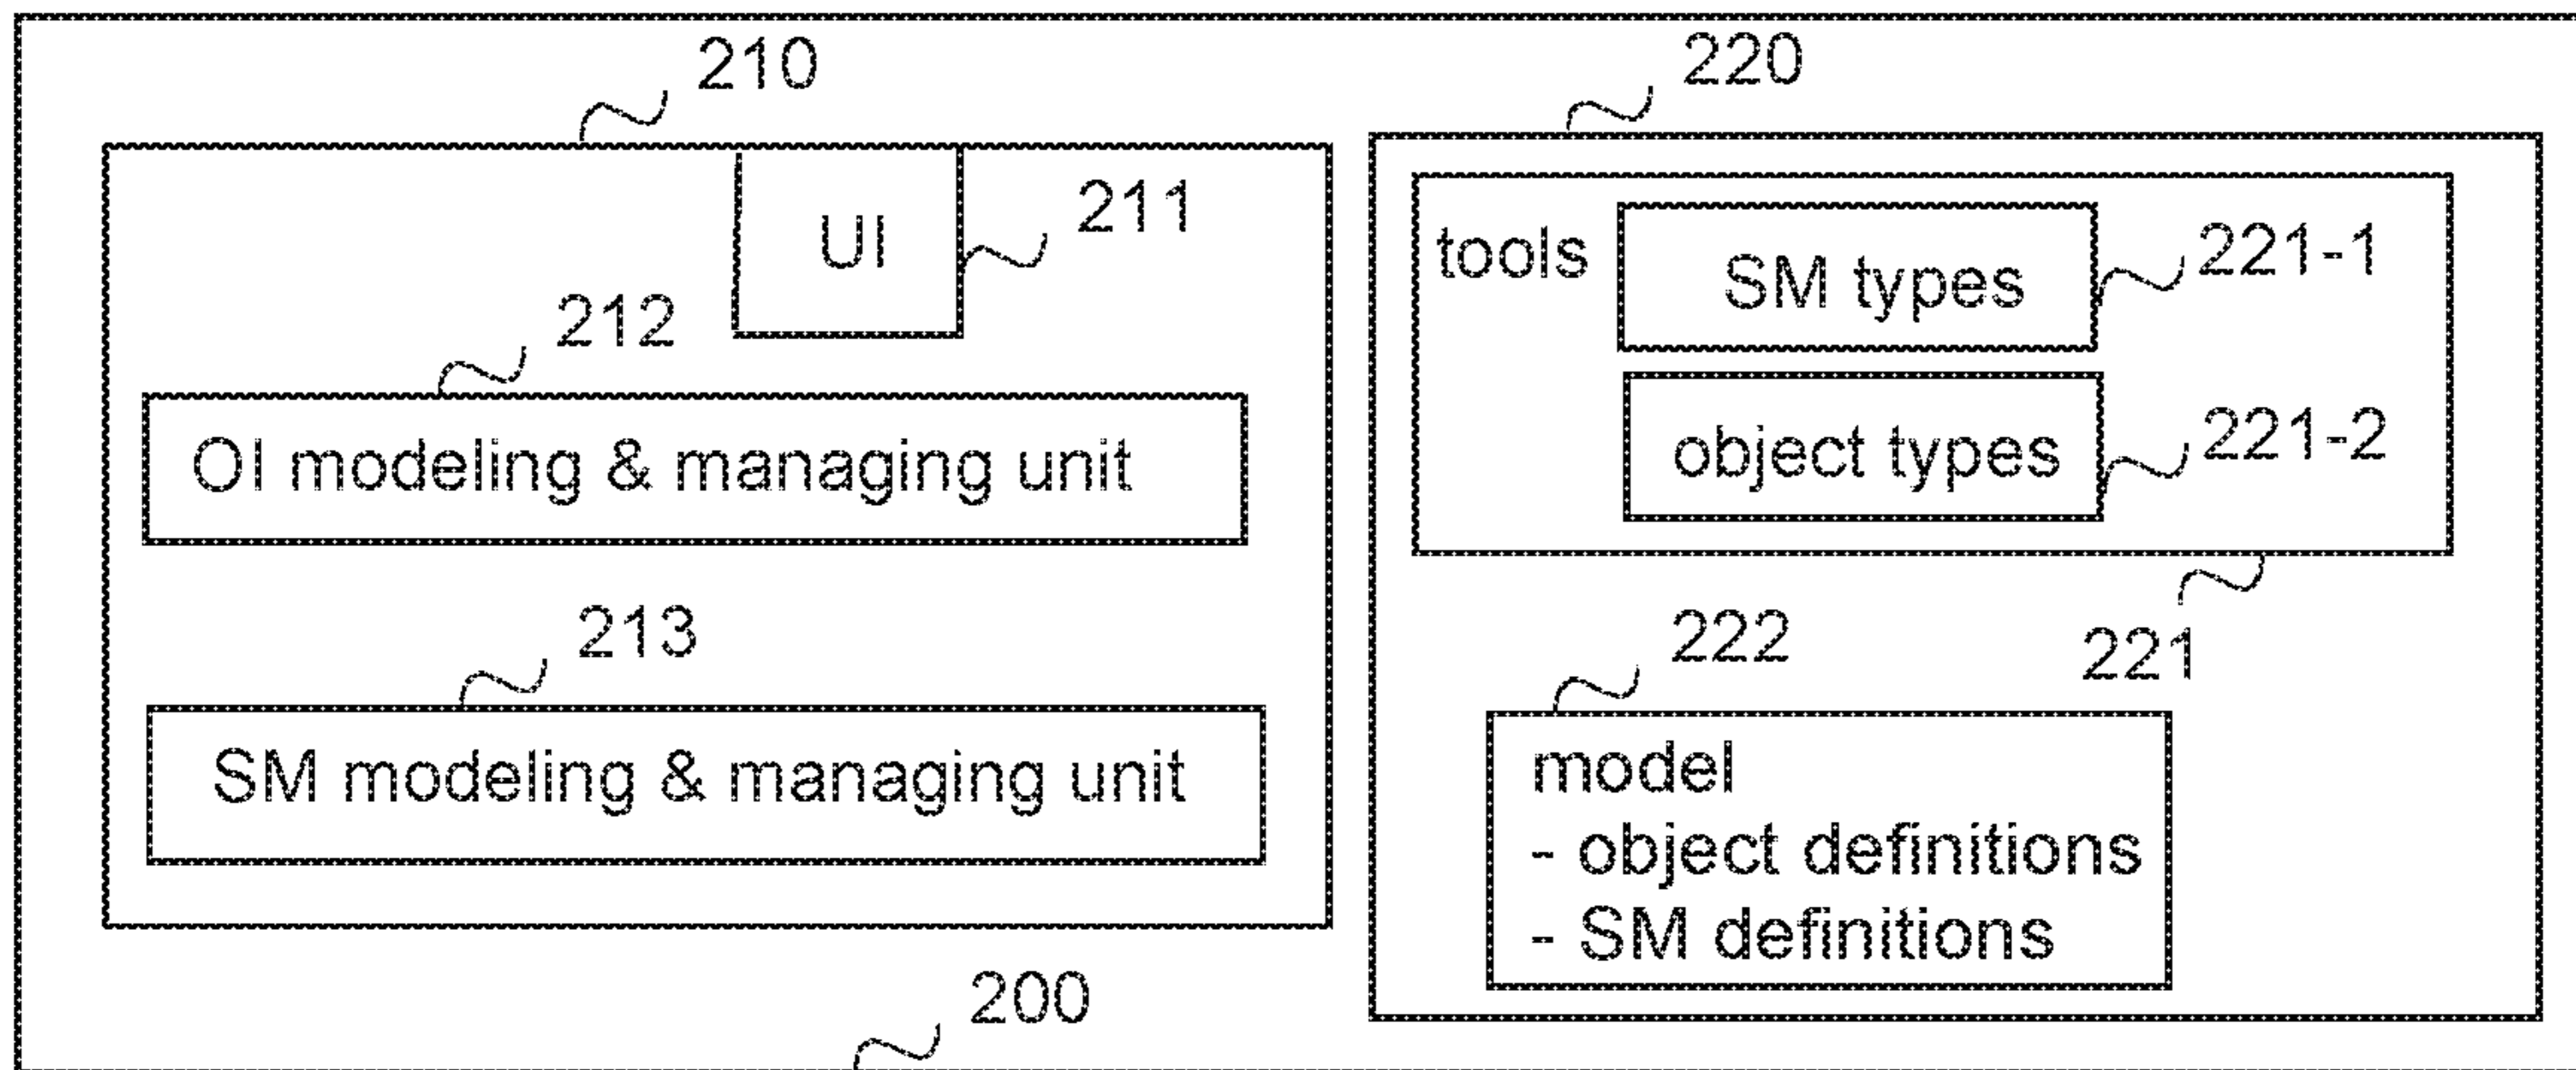 210
220
UI
211
tools
SM types
221-1
212
OI modeling & managing unit
object types
221-2
213
SM modeling & managing unit
221
222
model
- object definitions
- SM definitions
200